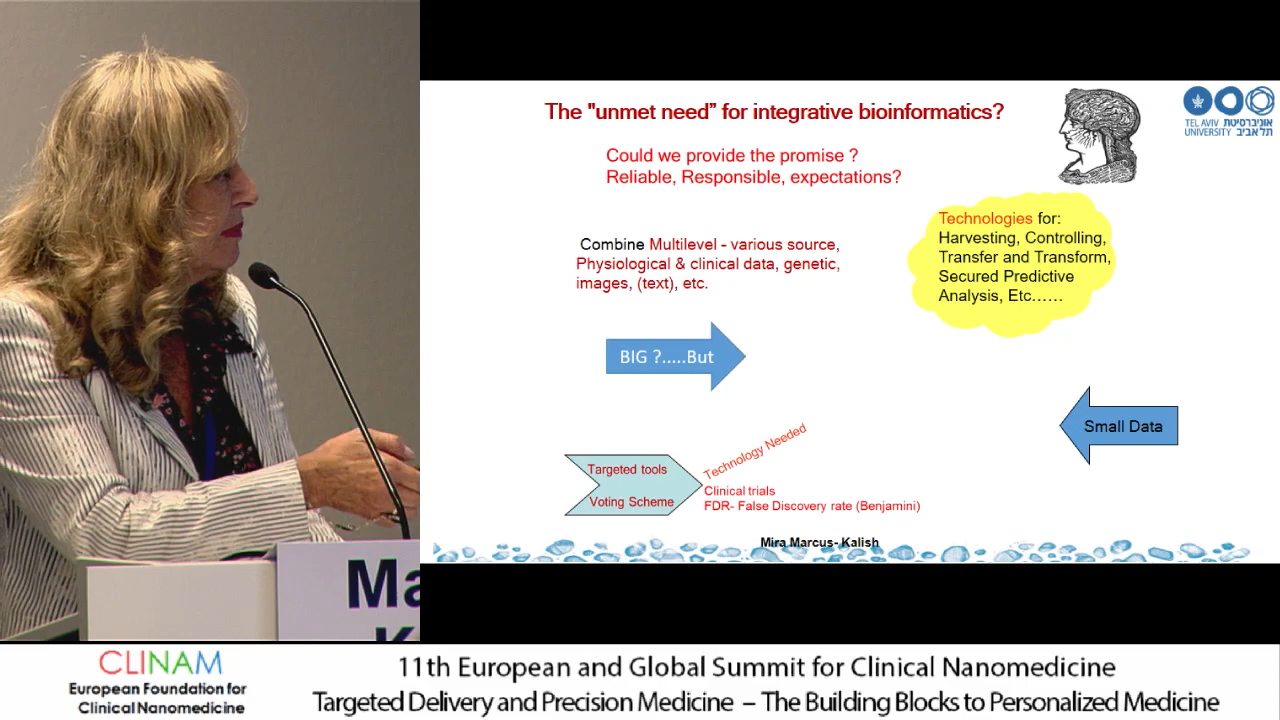 The "unmet need” for integrative bioinformatics?
Could we provide the promise ?
Reliable, Responsible, expectations?
TEL AVIV אוניברסיטת
UNIVERSITY תל אביב
Technologies for:
Harvesting, Controlling,
Transfer and Transform,
Secured Predictive
Analysis, Etc……
Combine Multilevel - various source,
Physiological & clinical data, genetic,
images, (text), etc.
BIG ?.....But
Small Data
Targeted tools
Voting Scheme
Technology Needed
Clinical trials
FDR- False Discovery rate (Benjamini)
Mira Marcus- Kalish
Ma
K
CLINAM
European Foundation for
Clinical Nanomedicine
11th European and Global Summit for Clinical Nanomedicine
Targeted Delivery and Precision Medicine – The Building Blocks to Personalized Medicine